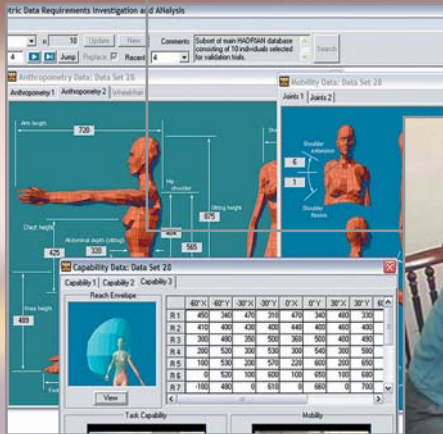 tric Data Requirements Investigation and ANalysis
n 10 Update New
4 Jump Replace Recent 4
Comments Subset of main HADRIAN database
consisting of 10 individuals selected
for validation trials.
Search
Anthropometry Data: Data Set 28
Anthropometry 1 Anthropometry 2 Wheelchair
Arm length
720
Hip -
shoulder
Sitting height
875
Chest height
425
Abdominal depth (sitting)
320
565
Knee height
489
Mobility Data: Data Set 28
Joints 1 Joints 2
Shoulder
extension
6
1
Shoulder
flexion
Capability Data: Data Set 28
Capability 1 Capability 2 Capability 3
Reach Envelope
View
-60°X -60°Y -30°X -30°Y 0°X 0°Y 30°X 30°Y
R 1 450 340 470 310 470 340 480 330
R 2 410 400 430 400 440 400 460 400
R 3 300 480 350 500 360 500 400 490
R 4 200 520 300 530 300 540 300 580
R 5 100 530 200 570 220 600 200 650
R 6 0 520 100 600 100 650 100 680
R 7 -100 480 0 610 0 660 0 700
Task Capability
Mobility